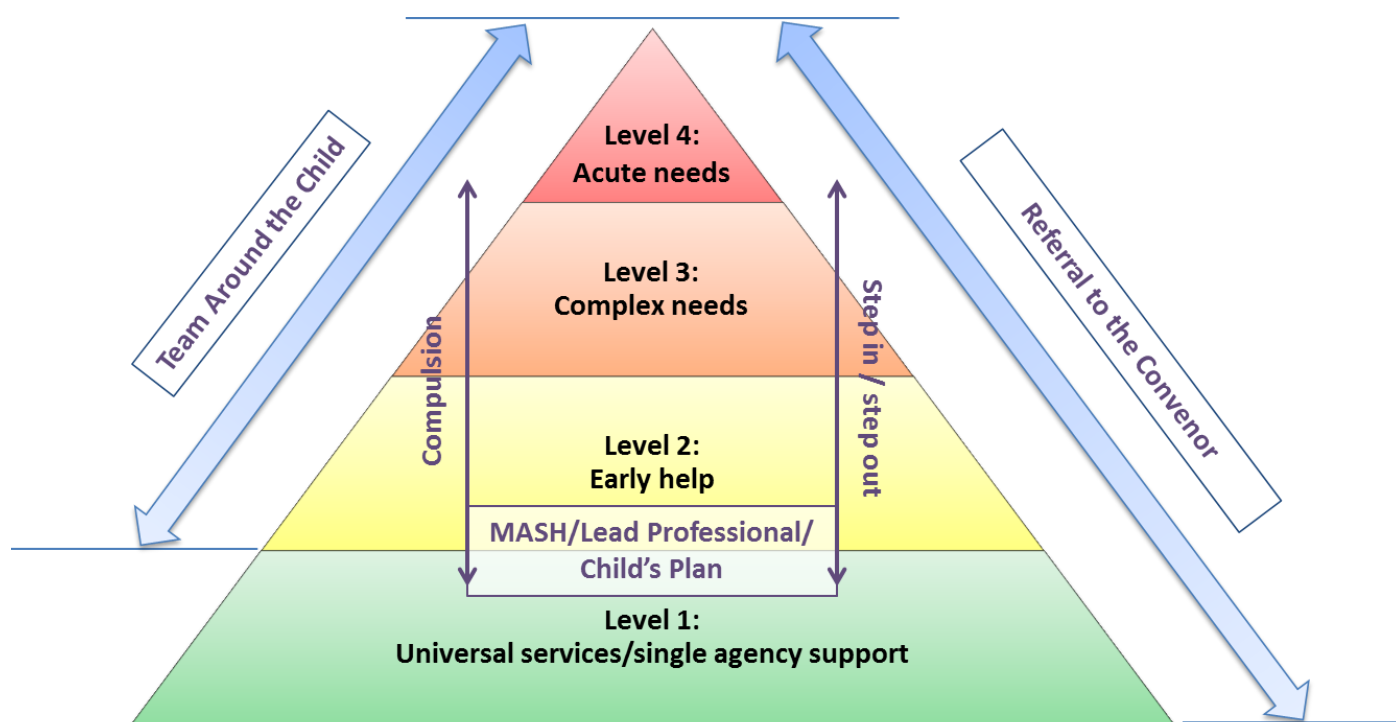 Level 4:
Acute needs
Team Around the Child
Referral to the Convenor
Level 3:
Complex needs
Compulsion
Step in / step out
Level 2:
Early help
MASH/Lead Professional/
Child’s Plan
Level 1:
Universal services/single agency support